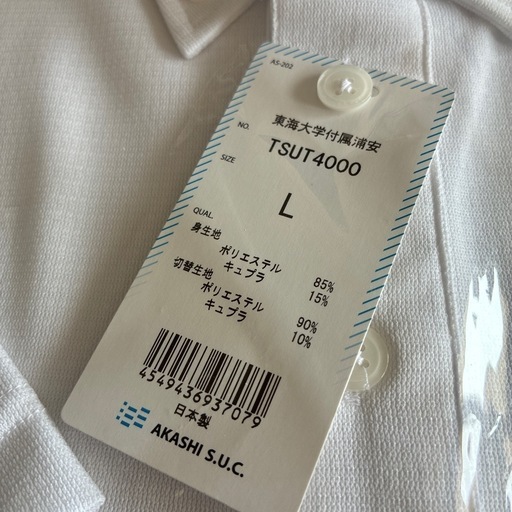 AS-202
東海大学付属浦安
NO. TSUT4000
SIZE L
QUAL.
身生地
ポリエステル 85%
キュプラ 15%
切替生地
ポリエステル 90%
キュプラ 10%
4549436937079
日本製
AKASHI S.U.C.